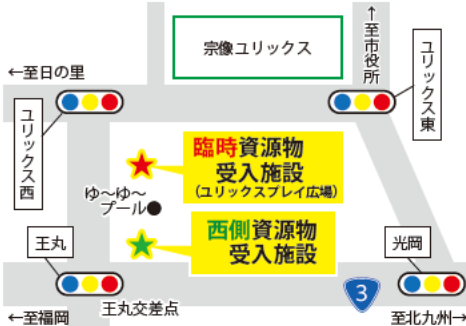 ↑至市役所
宗像ユリックス
ユリックス東
←至日の里
ユリックス西
臨時資源物
受入施設
(ユリックスプレイ広場)
ゆ~ゆ~
プール●
西側資源物
受入施設
王丸
光岡
3
王丸交差点
←至福岡
至北九州→